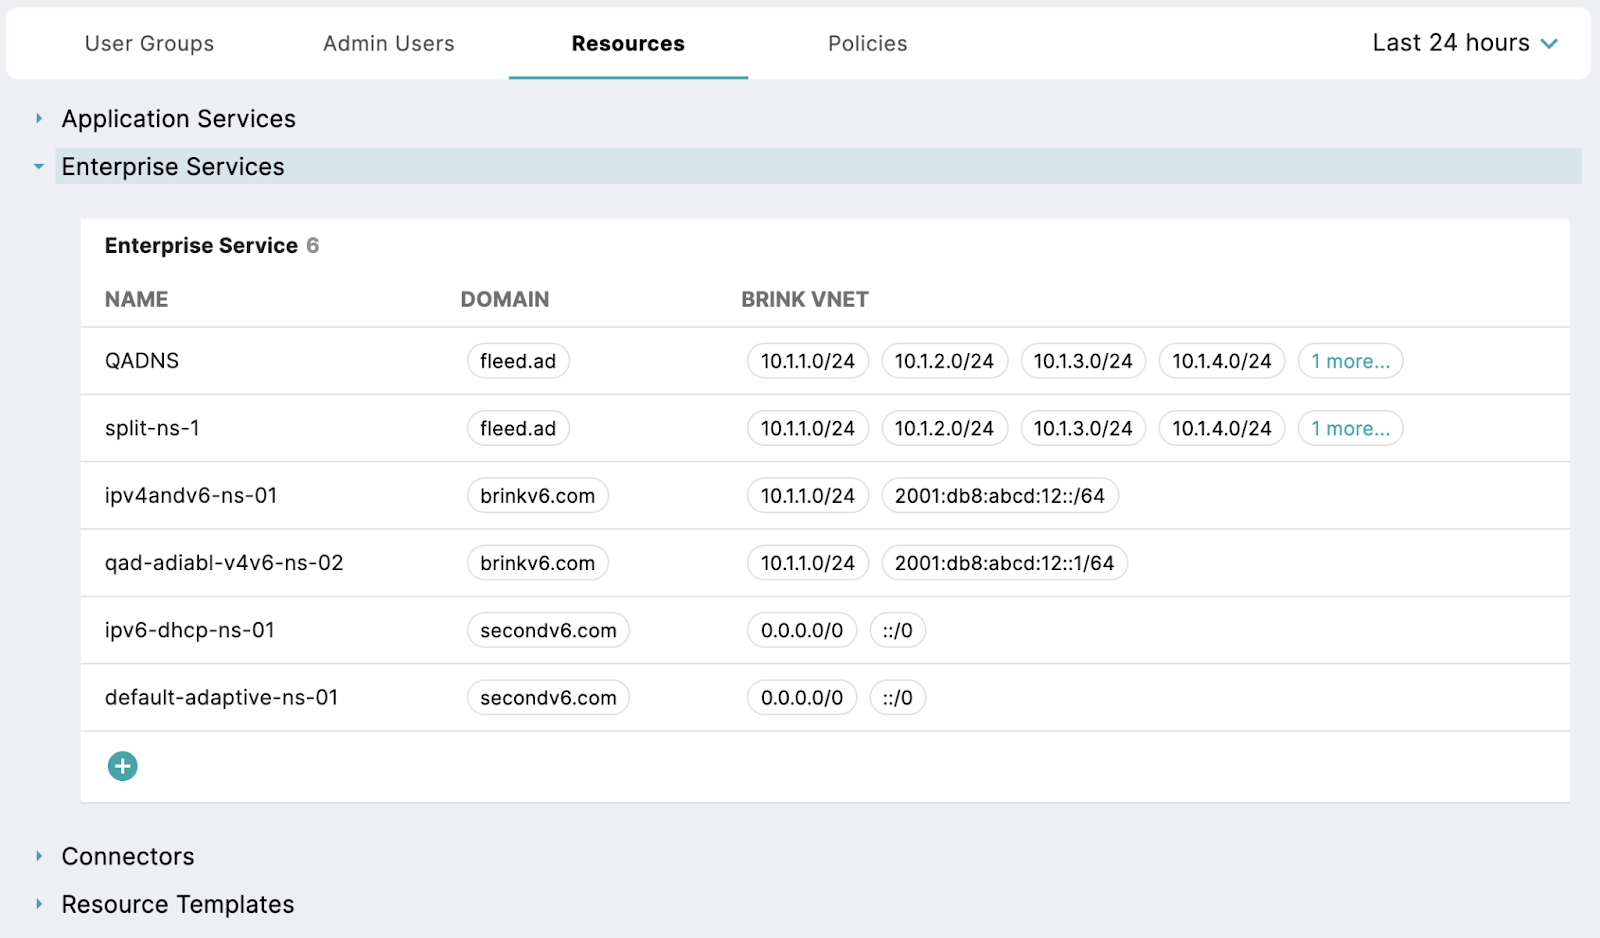 User Groups Admin Users Resources Policies Last 24 hours
Application Services
Enterprise Services
Enterprise Service 6
NAME DOMAIN BRINK VNET
QADNS fleed.ad 10.1.1.0/24 10.1.2.0/24 10.1.3.0/24 10.1.4.0/24 1 more...
split-ns-1 fleed.ad 10.1.1.0/24 10.1.2.0/24 10.1.3.0/24 10.1.4.0/24 1 more...
ipv4andv6-ns-01 brinkv6.com 10.1.1.0/24 2001:db8:abcd:12::/64
qad-adiabl-v4v6-ns-02 brinkv6.com 10.1.1.0/24 2001:db8:abcd:12::1/64
ipv6-dhcp-ns-01 secondv6.com 0.0.0.0/0 ::/0
default-adaptive-ns-01 secondv6.com 0.0.0.0/0 ::/0
Connectors
Resource Templates